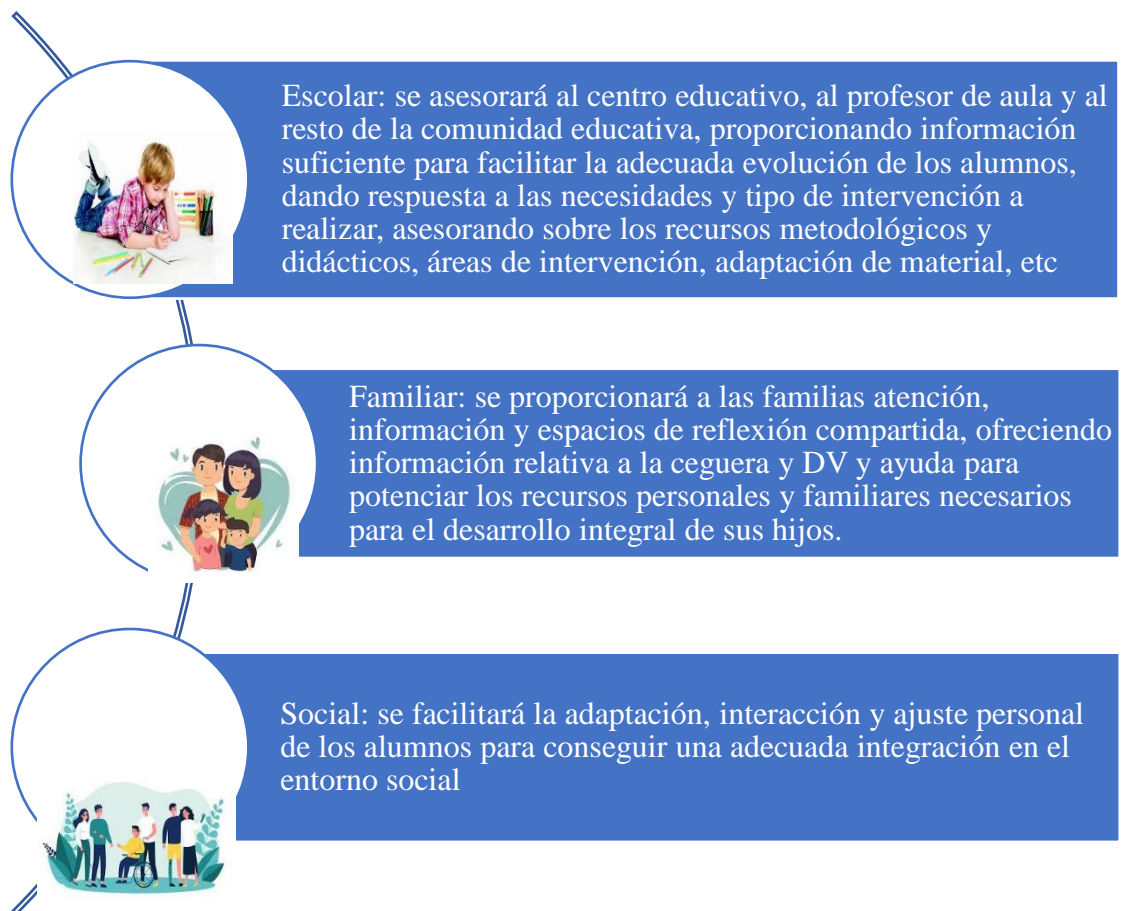 Escolar: se asesorará al centro educativo, al profesor de aula y al
resto de la comunidad educativa, proporcionando información
suficiente para facilitar la adecuada evolución de los alumnos,
dando respuesta a las necesidades y tipo de intervención a
realizar, asesorando sobre los recursos metodológicos y
didácticos, áreas de intervención, adaptación de material, etc
Familiar: se proporcionará a las familias atención,
información y espacios de reflexión compartida, ofreciendo
información relativa a la ceguera y DV y ayuda para
potenciar los recursos personales y familiares necesarios
para el desarrollo integral de sus hijos.
Social: se facilitará la adaptación, interacción y ajuste personal
de los alumnos para conseguir una adecuada integración en el
entorno social